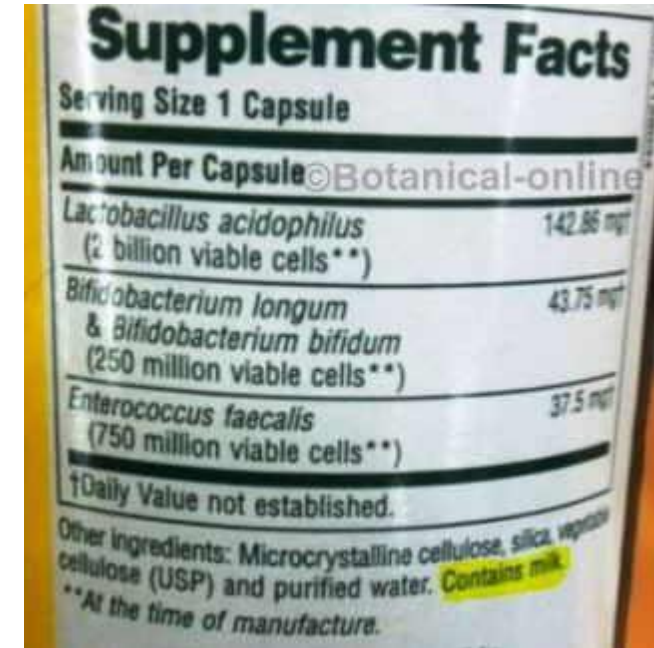 Supplement Facts
Serving Size 1 Capsule
Amount Per Capsule ©Botanical-online
Lactobacillus acidophilus 142.86 mg†
(2 billion viable cells**)
Bifidobacterium longum 43.75 mg†
& Bifidobacterium bifidum
(250 million viable cells**)
Enterococcus faecalis 37.5 mg†
(750 million viable cells**)
†Daily Value not established.
Other ingredients: Microcrystalline cellulose, silica, vegetable
cellulose (USP) and purified water. Contains milk.
**At the time of manufacture.